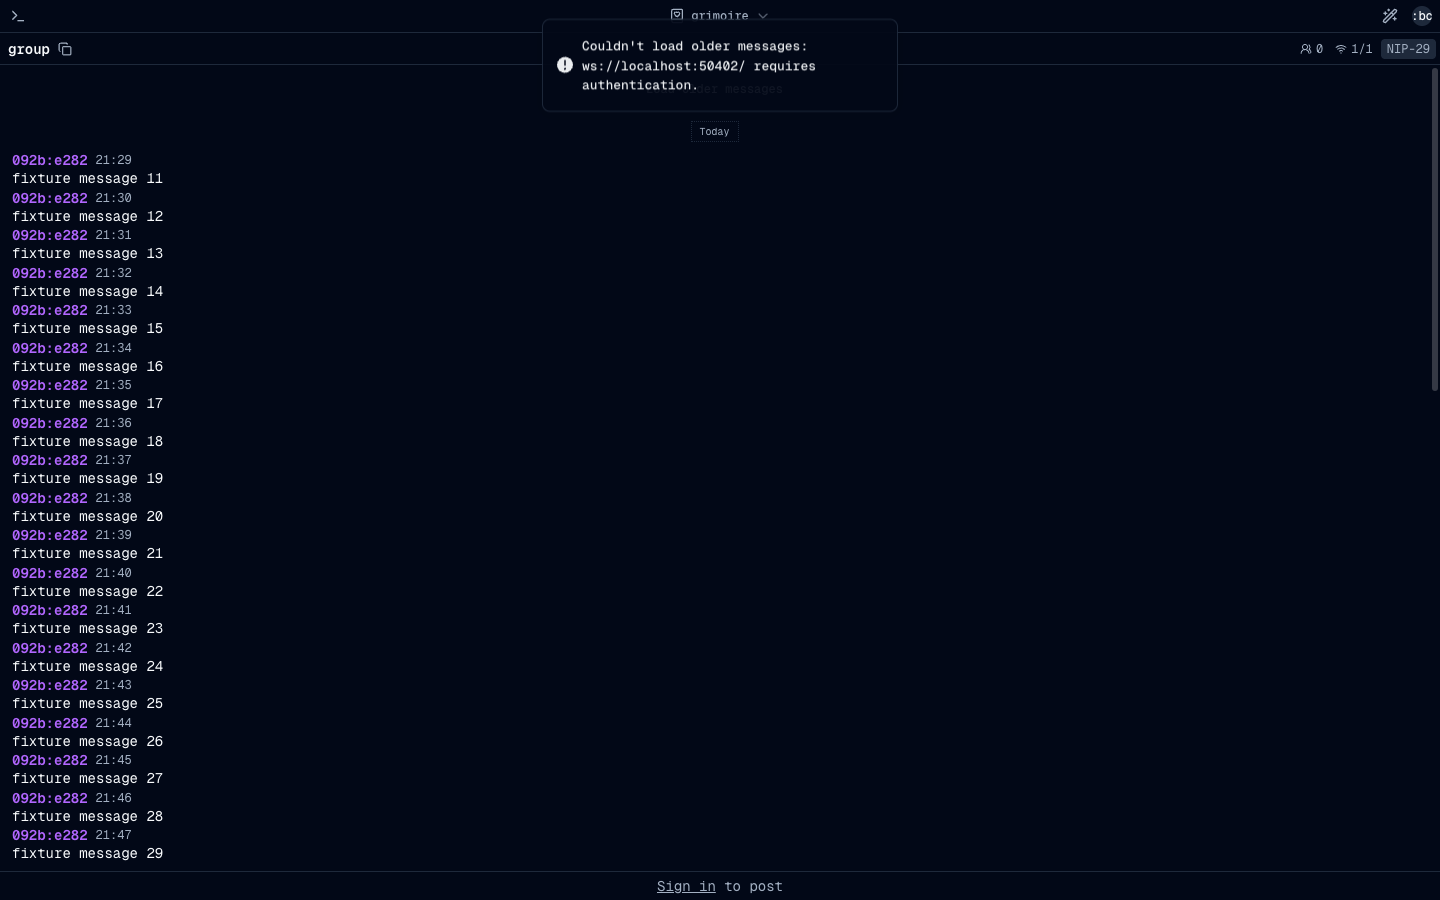 grimoire
:bc
group
0
1/1
NIP-29
Couldn't load older messages:
ws://localhost:50402/ requires
authentication.
older messages
Today
092b:e282 21:29
fixture message 11
092b:e282 21:30
fixture message 12
092b:e282 21:31
fixture message 13
092b:e282 21:32
fixture message 14
092b:e282 21:33
fixture message 15
092b:e282 21:34
fixture message 16
092b:e282 21:35
fixture message 17
092b:e282 21:36
fixture message 18
092b:e282 21:37
fixture message 19
092b:e282 21:38
fixture message 20
092b:e282 21:39
fixture message 21
092b:e282 21:40
fixture message 22
092b:e282 21:41
fixture message 23
092b:e282 21:42
fixture message 24
092b:e282 21:43
fixture message 25
092b:e282 21:44
fixture message 26
092b:e282 21:45
fixture message 27
092b:e282 21:46
fixture message 28
092b:e282 21:47
fixture message 29
Sign in to post